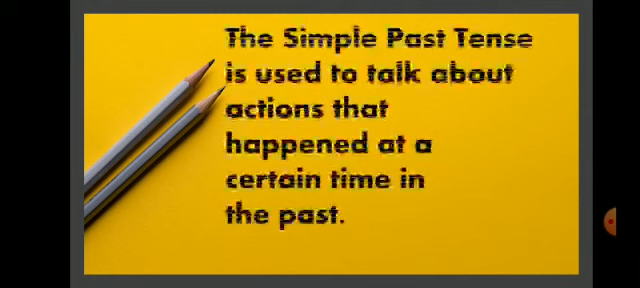 The Simple Past Tense
is used to talk about
actions that
happened at a
certain time in
the past.